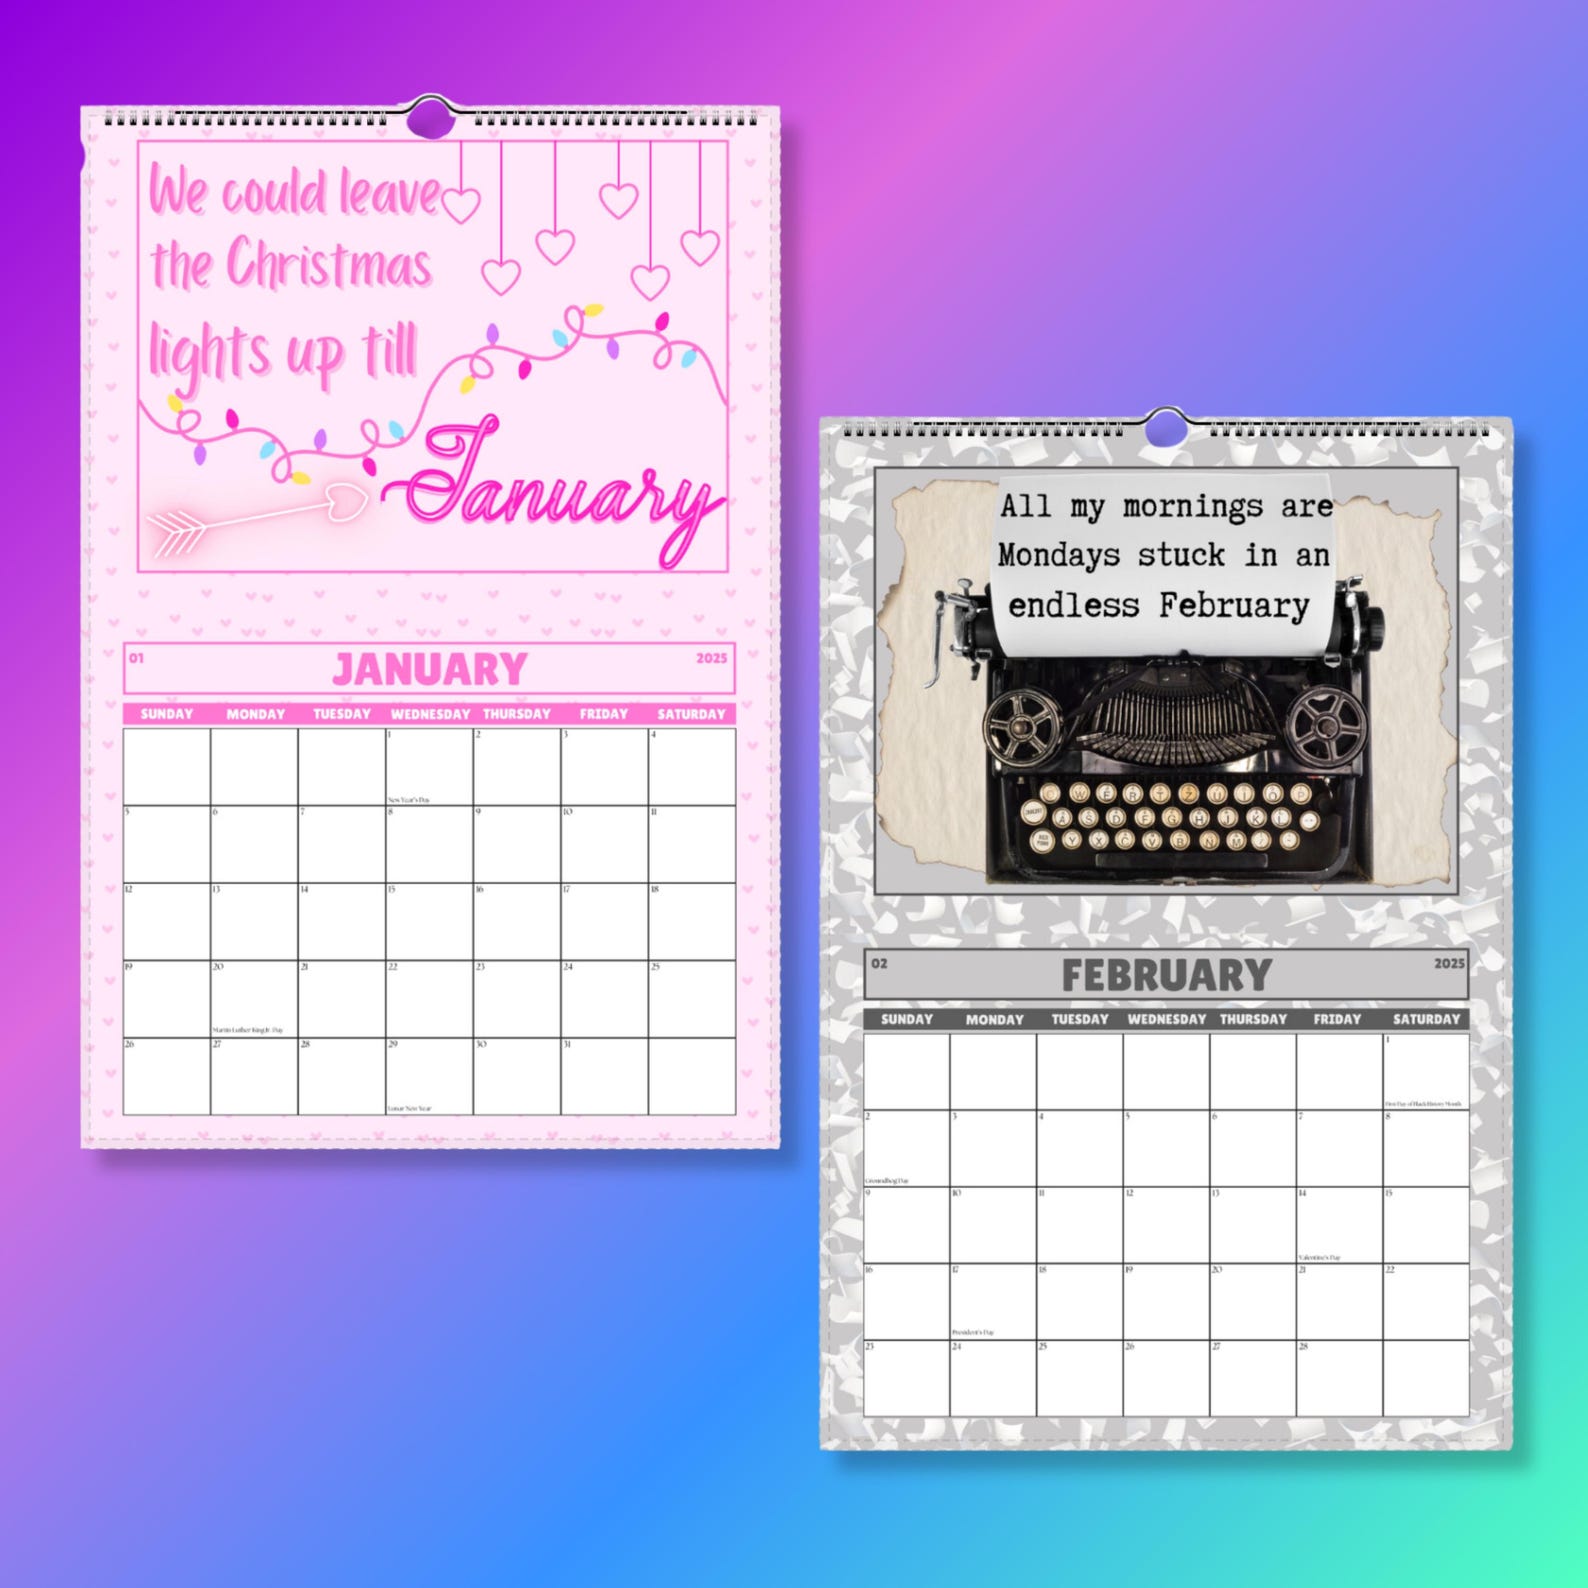 We could leave
the Christmas
lights up till
January
01 JANUARY 2025
SUNDAY MONDAY TUESDAY WEDNESDAY THURSDAY FRIDAY SATURDAY
1 2 3 4
New Year's Day
5 6 7 8 9 10 11
12 13 14 15 16 17 18
19 20 21 22 23 24 25
Martin Luther King Jr. Day
26 27 28 29 30 31
Lunar New Year
All my mornings are
Mondays stuck in an
endless February
W E R T Z U I O P
A S D F G H J K L
Y X C V B N M
02 FEBRUARY 2025
SUNDAY MONDAY TUESDAY WEDNESDAY THURSDAY FRIDAY SATURDAY
1
First Day of Black History Month
2 3 4 5 6 7 8
Groundhog Day
9 10 11 12 13 14 15
Valentine's Day
16 17 18 19 20 21 22
President's Day
23 24 25 26 27 28